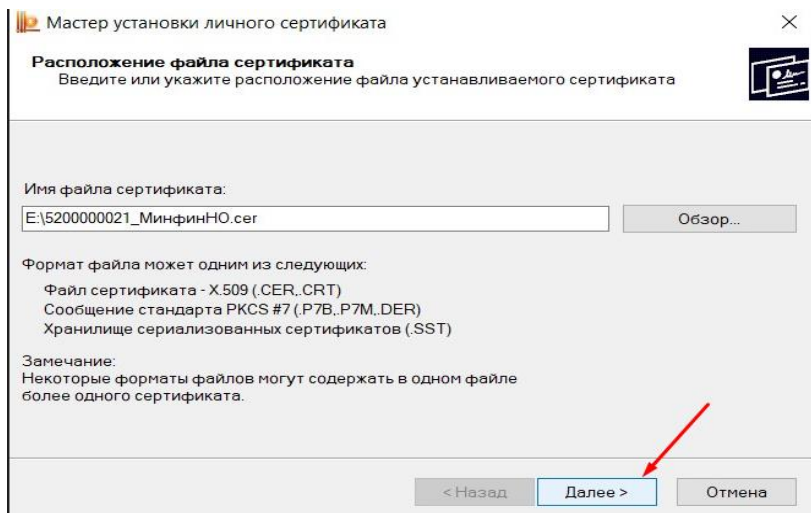 Мастер установки личного сертификата
Расположение файла сертификата
Введите или укажите расположение файла устанавливаемого сертификата
Имя файла сертификата:
E:\5200000021_МинфинНО.cer
Обзор...
Формат файла может одним из следующих:
Файл сертификата - X.509 (.CER,.CRT)
Сообщение стандарта PKCS #7 (.P7B,.P7M,.DER)
Хранилище сериализованных сертификатов (.SST)
Замечание:
Некоторые форматы файлов могут содержать в одном файле
более одного сертификата.
< Назад Далее > Отмена